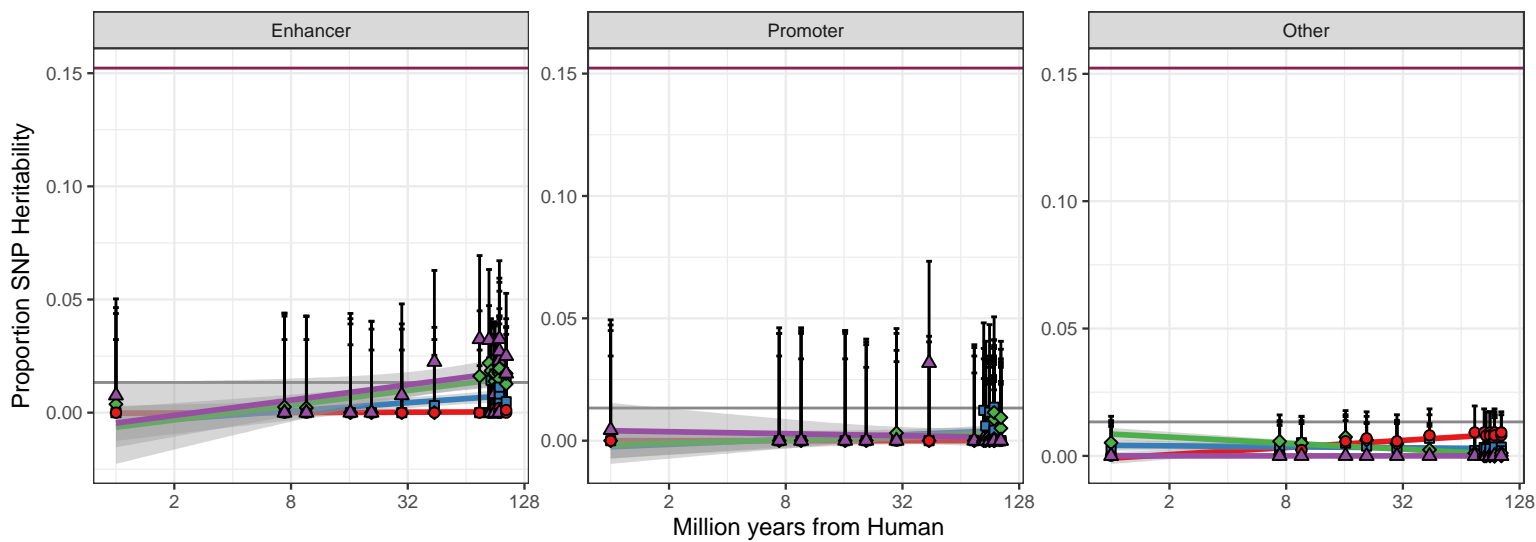 Enhancer
Promoter
Other
Proportion SNP Heritability
0.15
0.10
0.05
0.00
0.15
0.10
0.05
0.00
0.15
0.10
0.05
0.00
2 8 32 128
2 8 32 128
2 8 32 128
Million years from Human